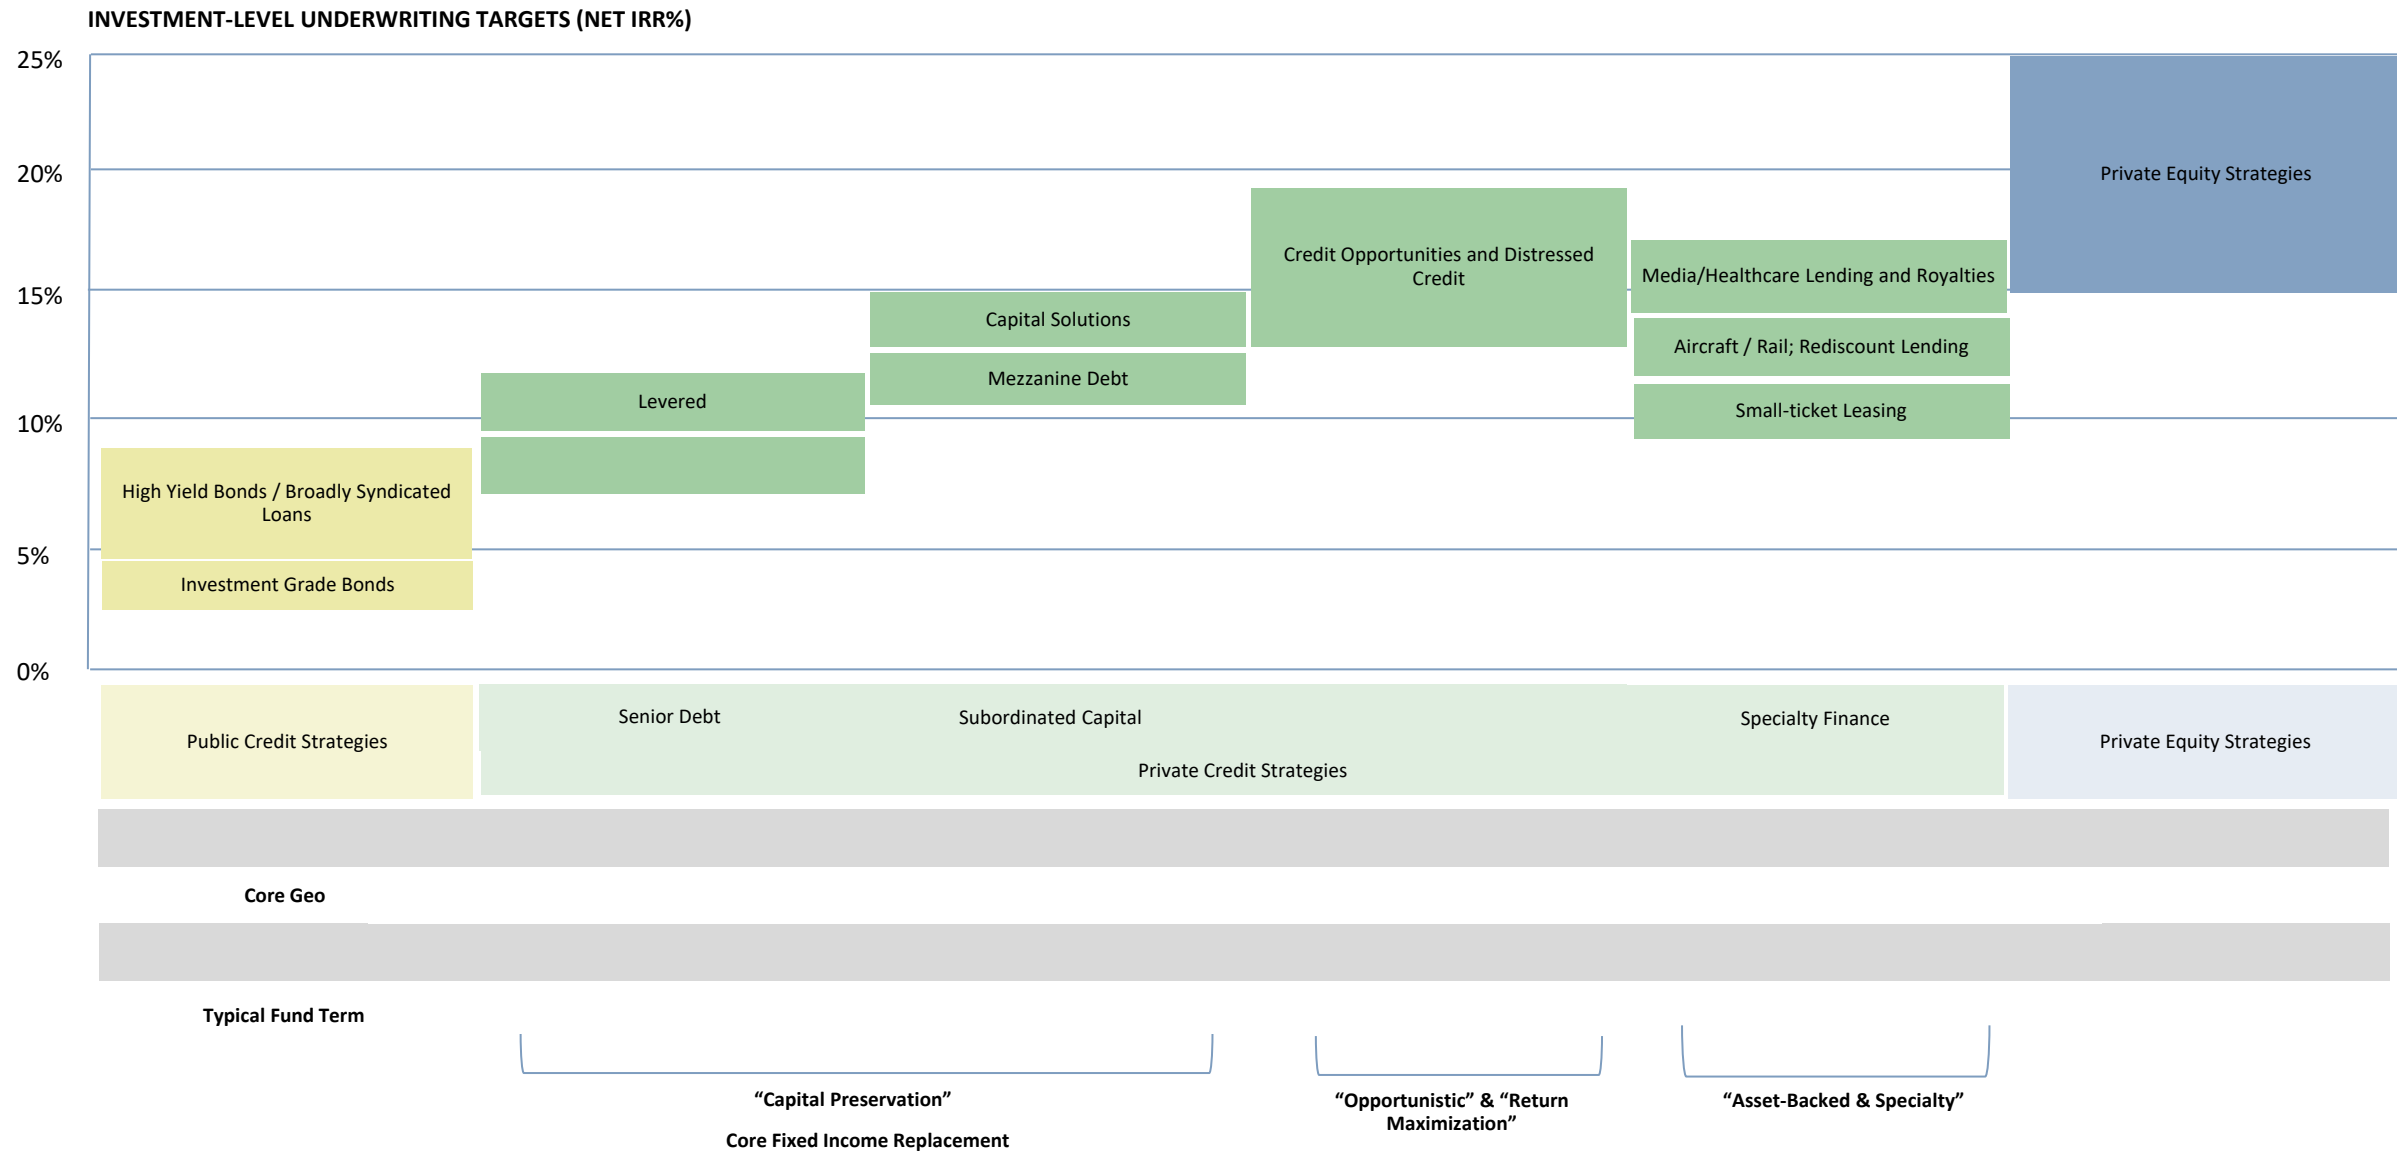 INVESTMENT-LEVEL UNDERWRITING TARGETS (NET IRR%)
25%
20%
15%
10%
5%
0%
High Yield Bonds / Broadly Syndicated
Loans
Investment Grade Bonds
Levered
Capital Solutions
Mezzanine Debt
Credit Opportunities and Distressed
Credit
Media/Healthcare Lending and Royalties
Aircraft / Rail; Rediscount Lending
Small-ticket Leasing
Private Equity Strategies
Public Credit Strategies
Senior Debt
Subordinated Capital
Specialty Finance
Private Credit Strategies
Private Equity Strategies
Core Geo
Typical Fund Term
“Capital Preservation”
Core Fixed Income Replacement
“Opportunistic” & “Return
Maximization”
“Asset-Backed & Specialty”